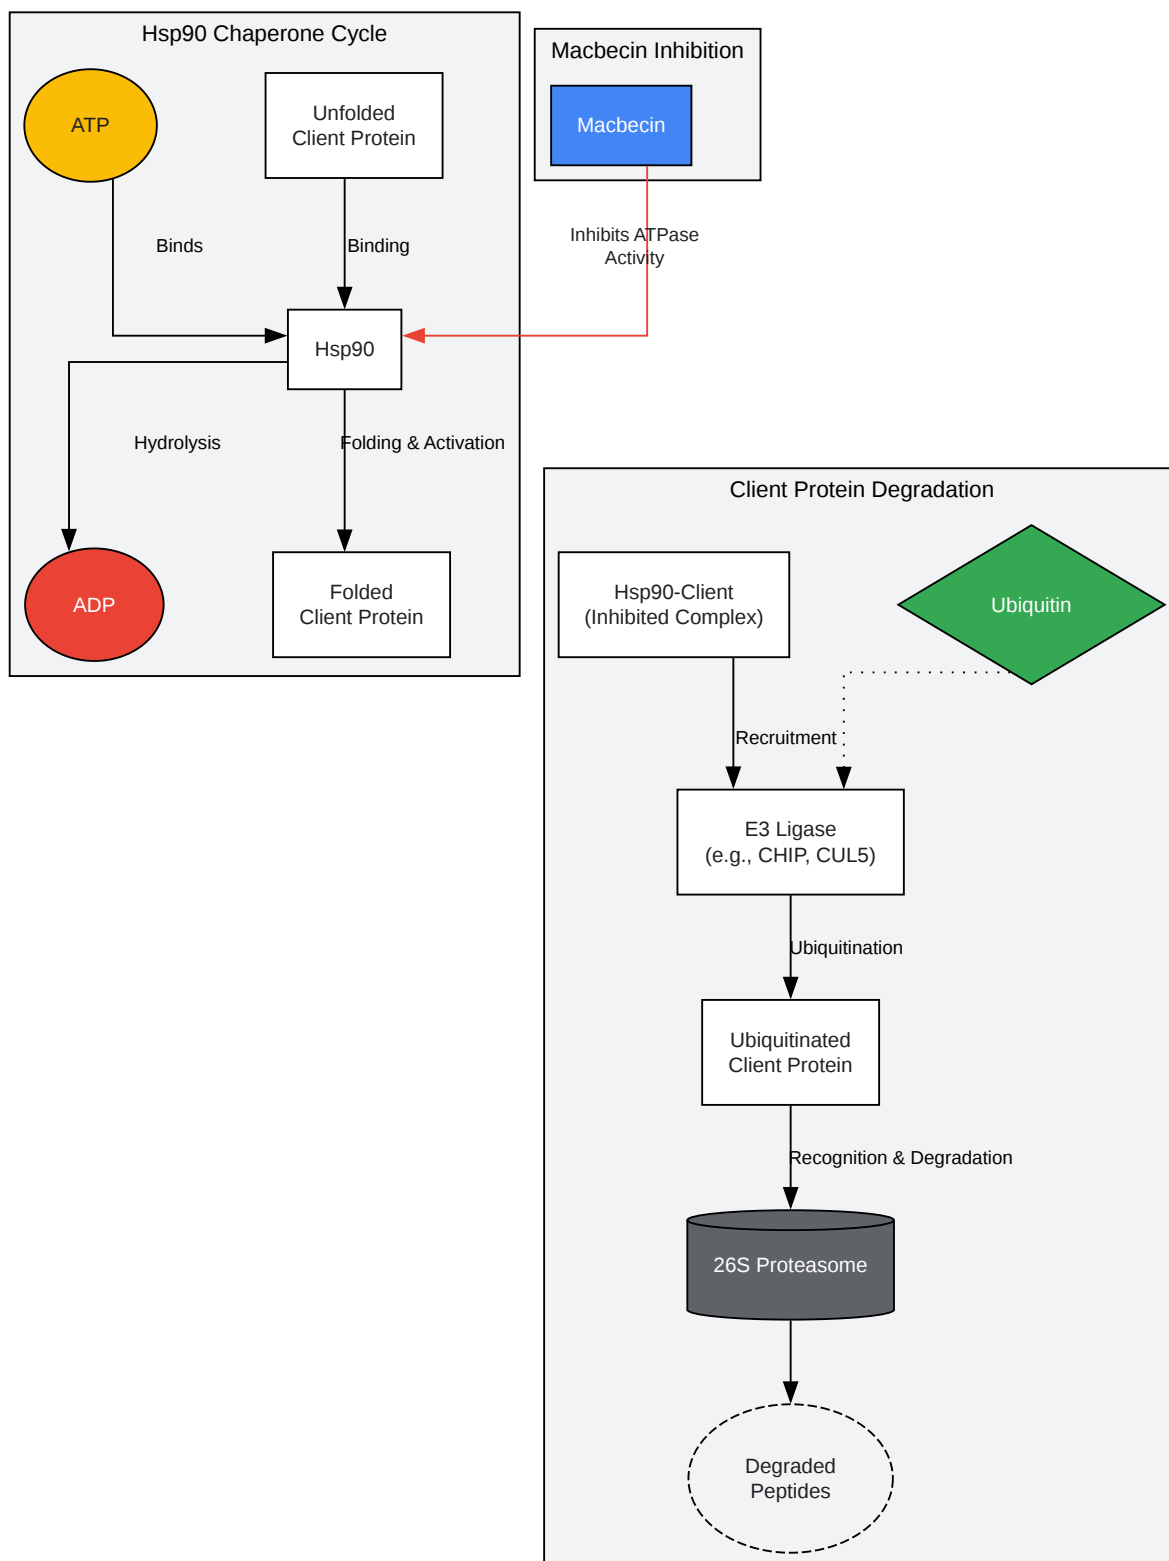 Hsp90 Chaperone Cycle
ATP
Unfolded
Client Protein
Binds
Binding
Hsp90
Hydrolysis
Folding & Activation
ADP
Folded
Client Protein
Macbecin Inhibition
Macbecin
Inhibits ATPase
Activity
Client Protein Degradation
Hsp90-Client
(Inhibited Complex)
Ubiquitin
Recruitment
E3 Ligase
(e.g., CHIP, CUL5)
Ubiquitination
Ubiquitinated
Client Protein
Recognition & Degradation
26S Proteasome
Degraded
Peptides